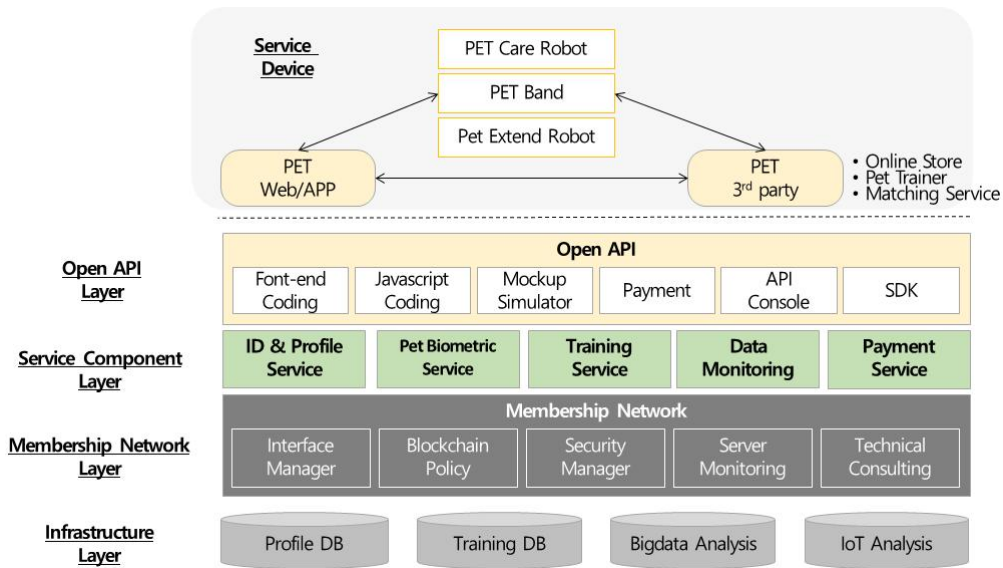 Service
Device
PET Care Robot
PET Band
Pet Extend Robot
PET
Web/APP
PET
3rd party
• Online Store
• Pet Trainer
• Matching Service
Open API
Layer
Open API
Font-end
Coding
Javascript
Coding
Mockup
Simulator
Payment
API
Console
SDK
Service Component
Layer
ID & Profile
Service
Pet Biometric
Service
Training
Service
Data
Monitoring
Payment
Service
Membership Network
Layer
Membership Network
Interface
Manager
Blockchain
Policy
Security
Manager
Server
Monitoring
Technical
Consulting
Infrastructure
Layer
Profile DB
Training DB
Bigdata Analysis
IoT Analysis